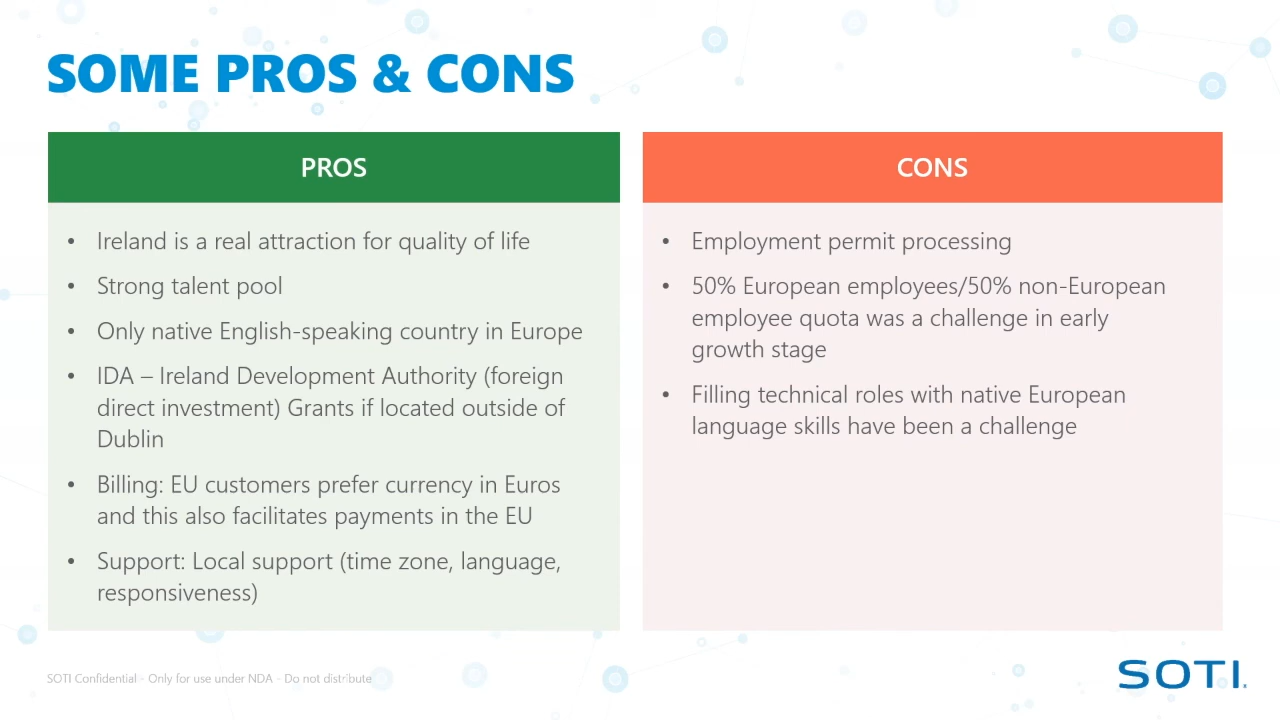 SOME PROS & CONS
PROS
• Ireland is a real attraction for quality of life
• Strong talent pool
• Only native English-speaking country in Europe
• IDA – Ireland Development Authority (foreign
direct investment) Grants if located outside of
Dublin
• Billing: EU customers prefer currency in Euros
and this also facilitates payments in the EU
• Support: Local support (time zone, language,
responsiveness)
CONS
• Employment permit processing
• 50% European employees/50% non-European
employee quota was a challenge in early
growth stage
• Filling technical roles with native European
language skills have been a challenge
SOTI Confidential - Only for use under NDA - Do not distribute
SOTI.